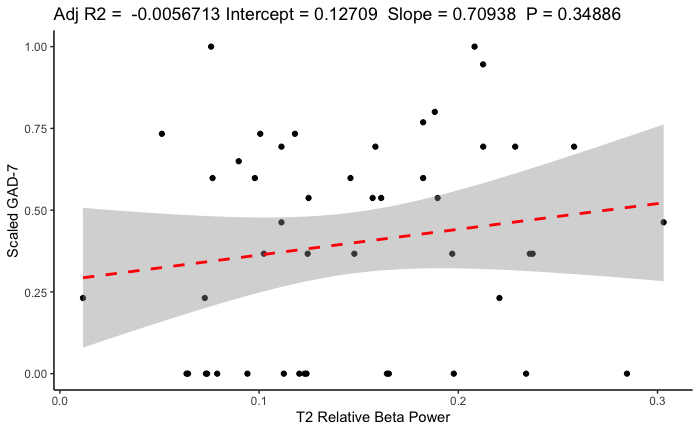 Adj R2 =  -0.0056713 Intercept = 0.12709  Slope = 0.70938  P = 0.34886
1.00
0.75
0.50
0.25
0.00
Scaled GAD-7
0.0 0.1 0.2 0.3
T2 Relative Beta Power